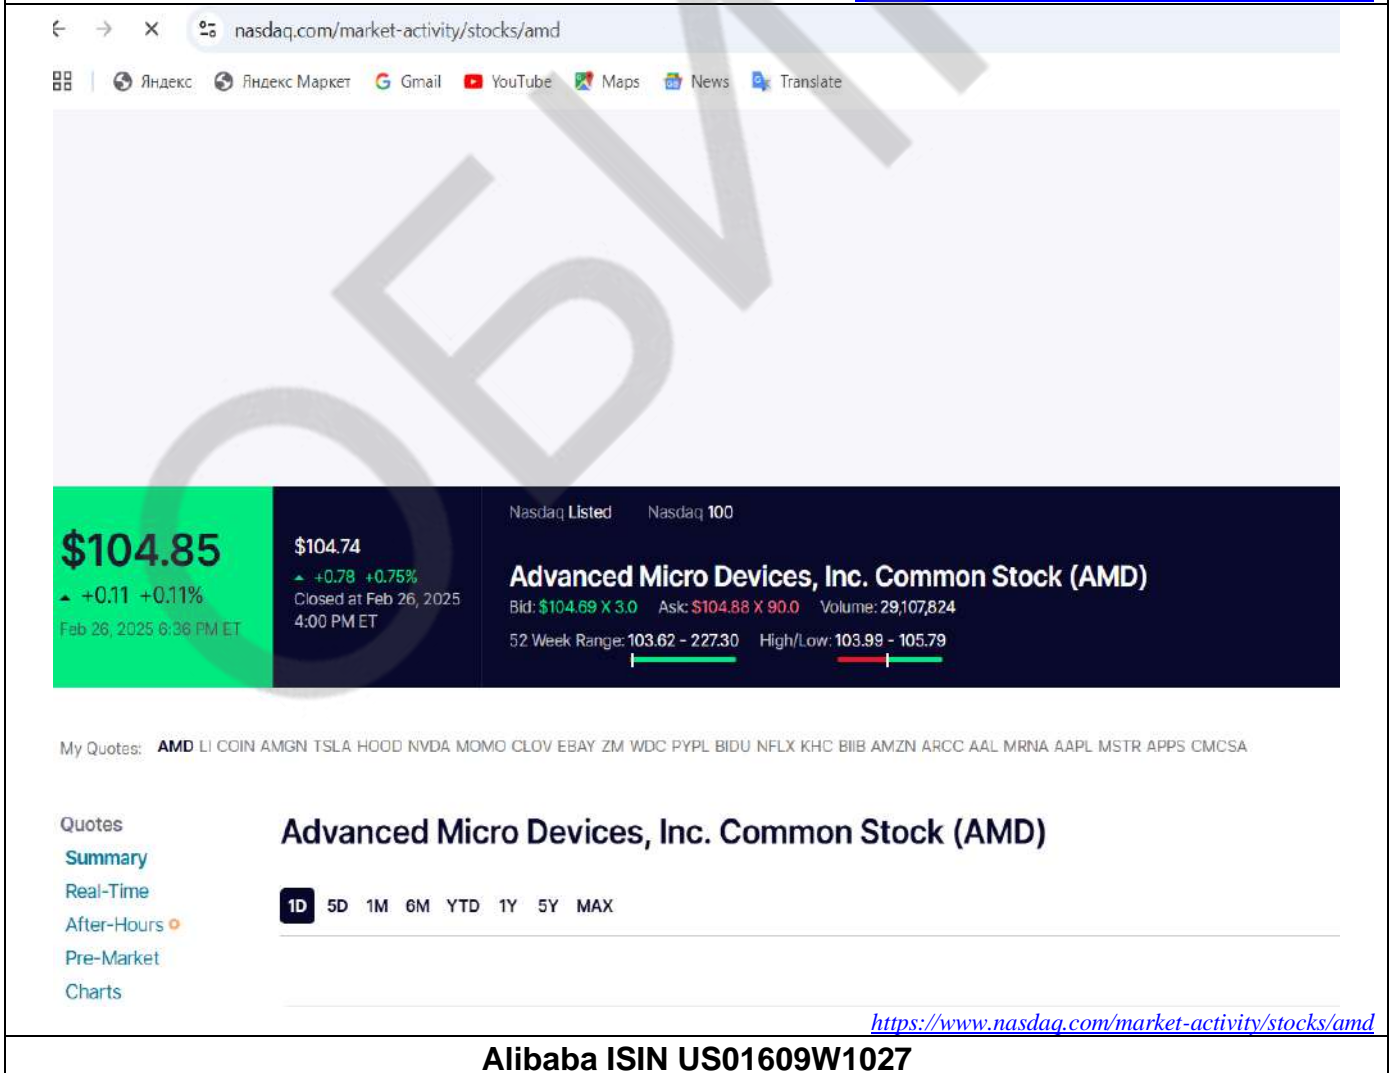 nasdaq.com/market-activity/stocks/amd
Яндекс Яндекс Маркет Gmail YouTube Maps News Translate
ОБИ
Nasdaq Listed Nasdaq 100
$104.85
+0.11 +0.11%
Feb 26, 2025 6:36 PM ET
$104.74
+0.78 +0.75%
Closed at Feb 26, 2025
4:00 PM ET
Advanced Micro Devices, Inc. Common Stock (AMD)
Bid: $104.69 X 3.0 Ask: $104.88 X 90.0 Volume: 29,107,824
52 Week Range: 103.62 - 227.30 High/Low: 103.99 - 105.79
My Quotes: AMD LI COIN AMGN TSLA HOOD NVDA MOMO CLOV EBAY ZM WDC PYPL BIDU NFLX KHC BIIB AMZN ARCC AAL MRNA AAPL MSTR APPS CMCSA
Quotes
Summary
Real-Time
After-Hours
Pre-Market
Charts
Advanced Micro Devices, Inc. Common Stock (AMD)
1D 5D 1M 6M YTD 1Y 5Y MAX
https://www.nasdaq.com/market-activity/stocks/amd
Alibaba ISIN US01609W1027